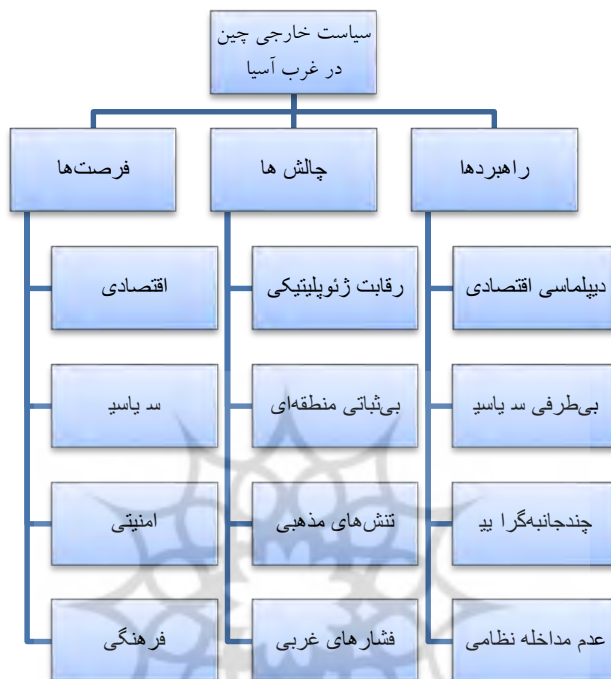 سیاست خارجی چین
در غرب آسیا
راهبردها
چالش ها
فرصت‌ها
دیپلماسی اقتصادی
رقابت ژئوپلیتیکی
اقتصادی
بی‌طرفی سیاسی
بی‌ثباتی منطقه‌ای
سیاسی
چندجانبه‌گرایی
تنش‌های مذهبی
امنیتی
عدم مداخله نظامی
فشارهای غربی
فرهنگی